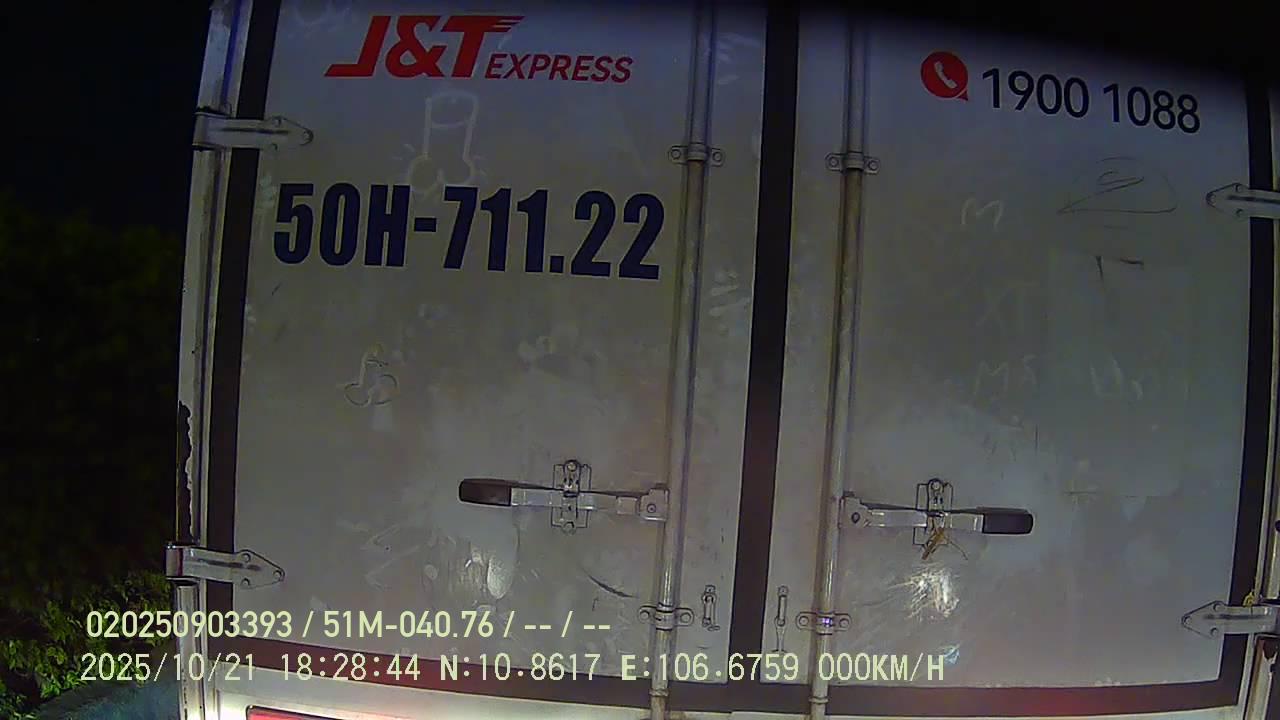 J&T EXPRESS
1900 1088
50H-711.22
020250903393 / 51M-040.76 / -- / --
2025/10/21 18:28:44 N:10.8617 E:106.6759 000KM/H